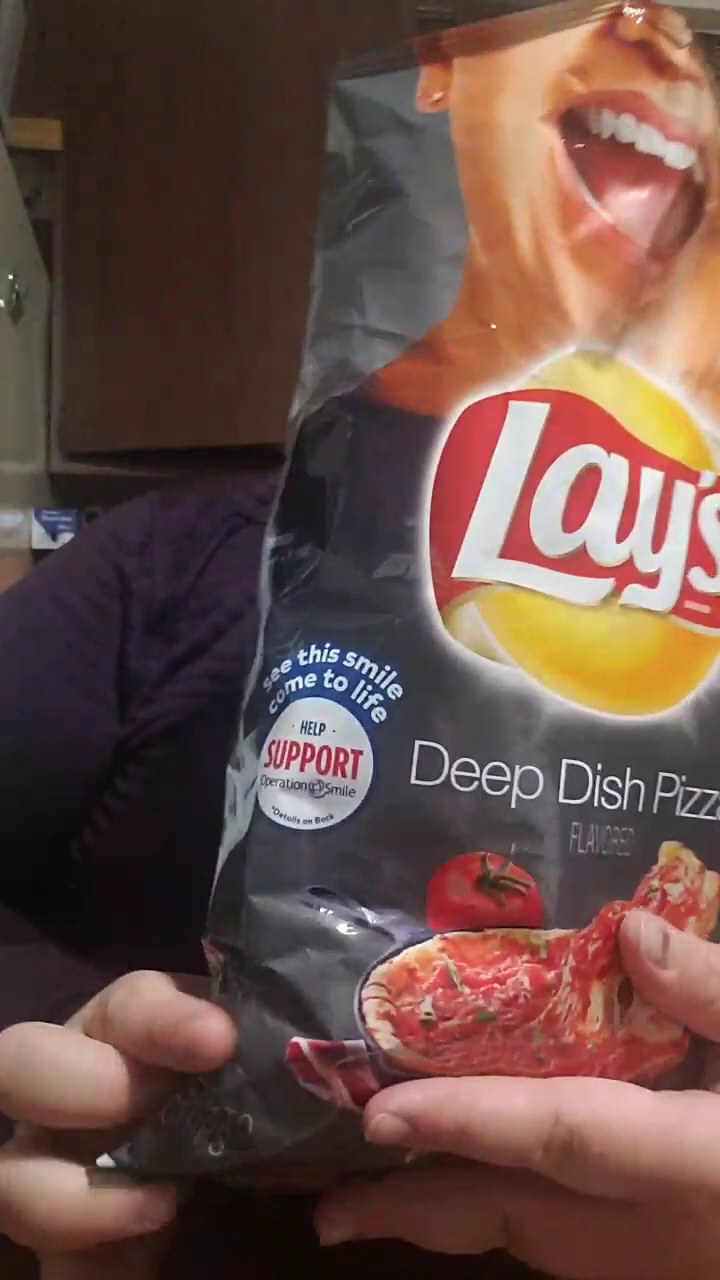 Lay's
see this smile
come to life
HELP
SUPPORT
Operation Smile
*Details on Back
Deep Dish Pizza
FLAVORED